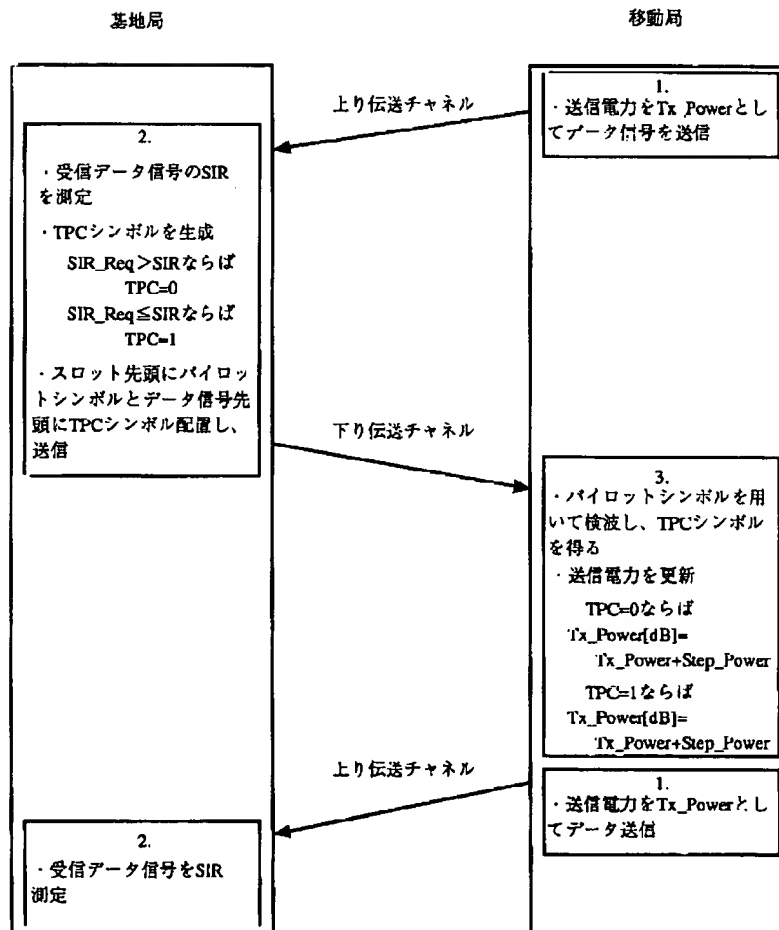 基地局
移動局
1.
・送信電力をTx_Powerとし
てデータ信号を送信
上り伝送チャネル
2.
・受信データ信号のSIR
を測定
・TPCシンボルを生成
SIR_Req＞SIRならば
TPC=0
SIR_Req≦SIRならば
TPC=1
・スロット先頭にパイロッ
トシンボルとデータ信号先
頭にTPCシンボル配置し、
送信
下り伝送チャネル
3.
・パイロットシンボルを用
いて検波し、TPCシンボル
を得る
・送信電力を更新
TPC=0ならば
Tx_Power[dB]=
Tx_Power+Step_Power
TPC=1ならば
Tx_Power[dB]=
Tx_Power+Step_Power
上り伝送チャネル
1.
・送信電力をTx_Powerとし
てデータ送信
2.
・受信データ信号をSIR
測定